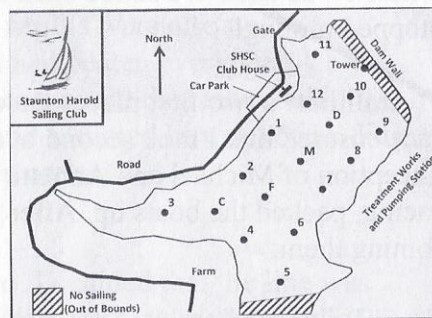 Gate
North
SHSC
Club House
Car Park
Staunton Harold
Sailing Club
11
Tower
Dam Wall
12
10
D
9
1
M
8
Road
2
7
Treatment Works
and Pumping Station
3
C
F
4
6
Farm
5
No Sailing
(Out of Bounds)